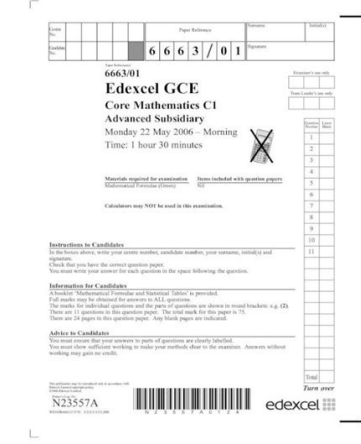 Centre No.
Paper Reference
Surname
Initial(s)
Candidate No.
6 6 6 3 / 0 1
Signature
Paper Reference(s)
6663/01
Examiner's use only
Edexcel GCE
Team Leader's use only
Core Mathematics C1
Advanced Subsidiary
Monday 22 May 2006 – Morning
Time: 1 hour 30 minutes
Question Number
Leave Blank
1
2
3
4
5
6
7
8
9
10
11
Materials required for examination
Items included with question papers
Mathematical Formulae (Green)
Nil
Calculators may NOT be used in this examination.
Instructions to Candidates
In the boxes above, write your centre number, candidate number, your surname, initial(s) and
signature.
Check that you have the correct question paper.
You must write your answer for each question in the space following the question.
Information for Candidates
A booklet 'Mathematical Formulae and Statistical Tables' is provided.
Full marks may be obtained for answers to ALL questions.
The marks for individual questions and the parts of questions are shown in round brackets: e.g. (2).
There are 11 questions in this question paper. The total mark for this paper is 75.
There are 24 pages in this question paper. Any blank pages are indicated.
Advice to Candidates
You must ensure that your answers to parts of questions are clearly labelled.
You must show sufficient working to make your methods clear to the examiner. Answers without
working may gain no credit.
Total
Turn over
N23557A
N23557A0124
edexcel